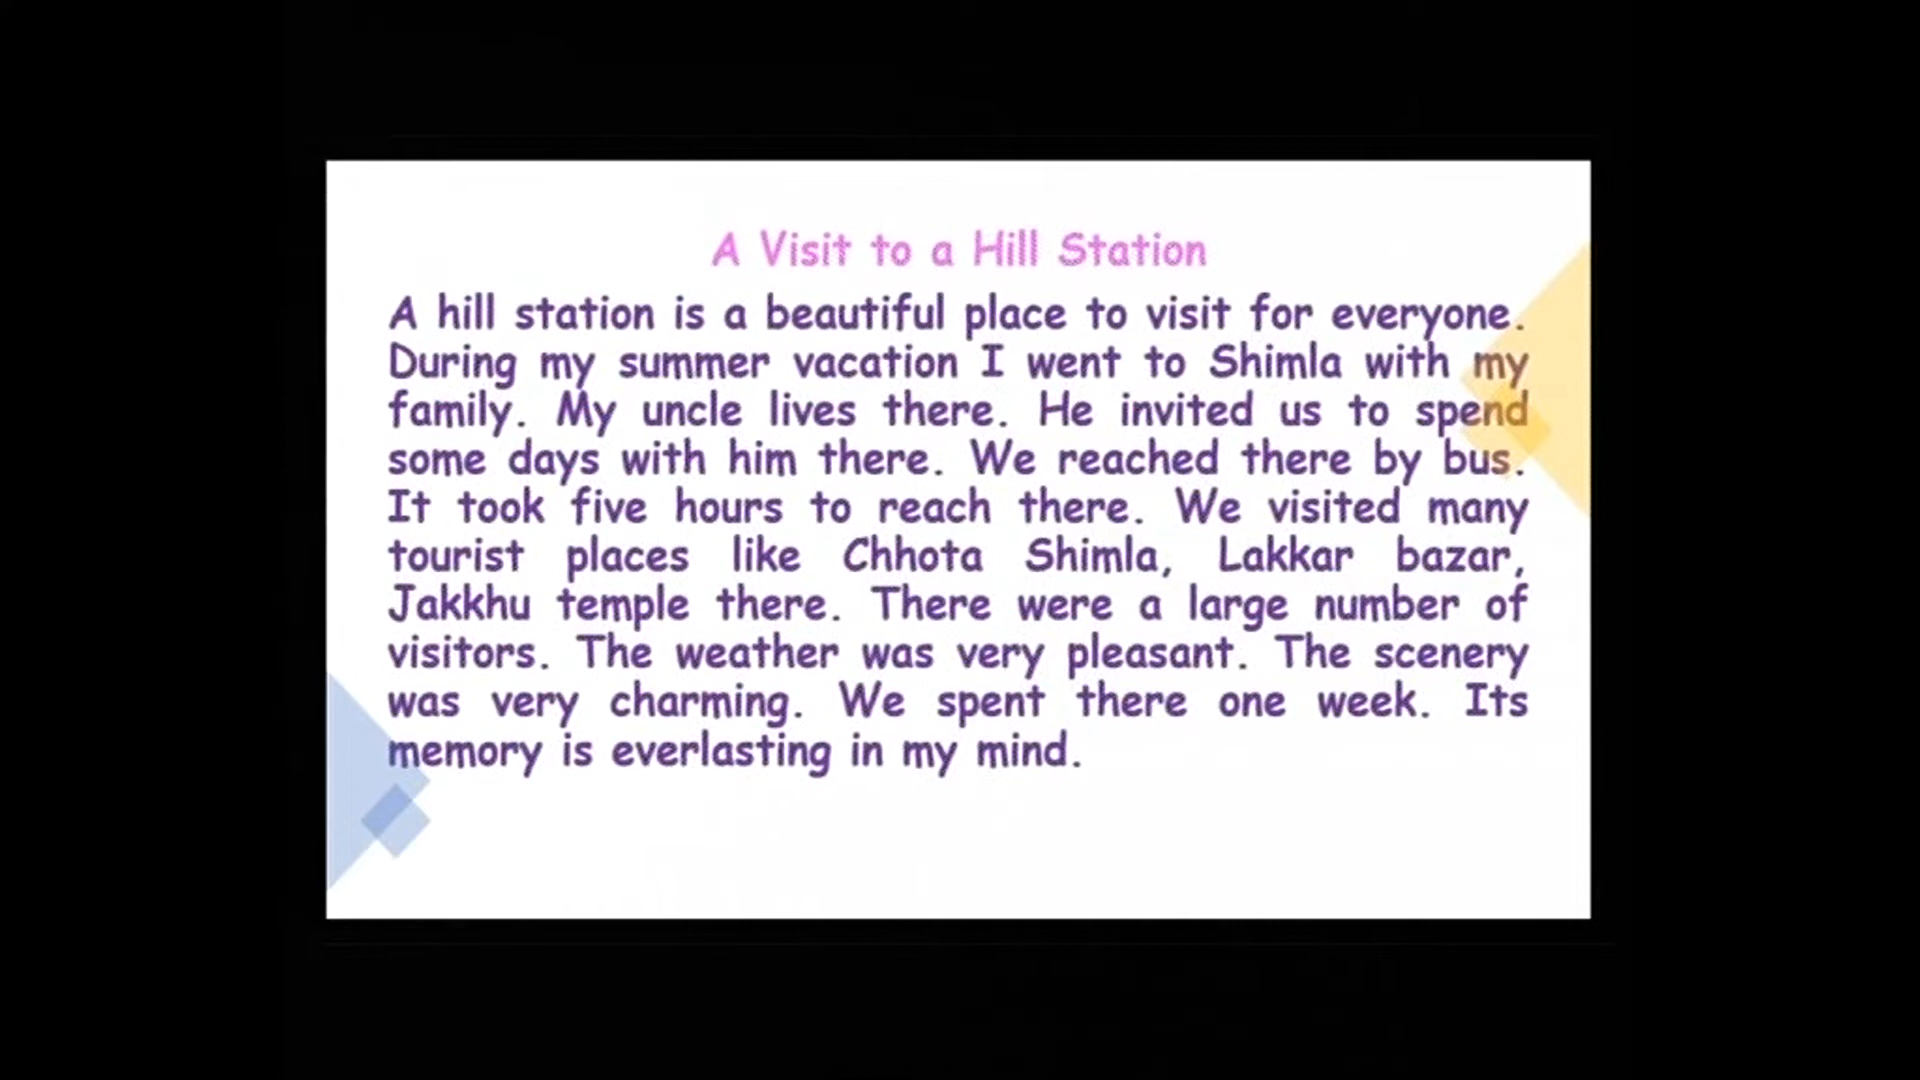 A Visit to a Hill Station
A hill station is a beautiful place to visit for everyone.
During my summer vacation I went to Shimla with my
family. My uncle lives there. He invited us to spend
some days with him there. We reached there by bus.
It took five hours to reach there. We visited many
tourist places like Chhota Shimla, Lakkar bazar,
Jakkhu temple there. There were a large number of
visitors. The weather was very pleasant. The scenery
was very charming. We spent there one week. Its
memory is everlasting in my mind.